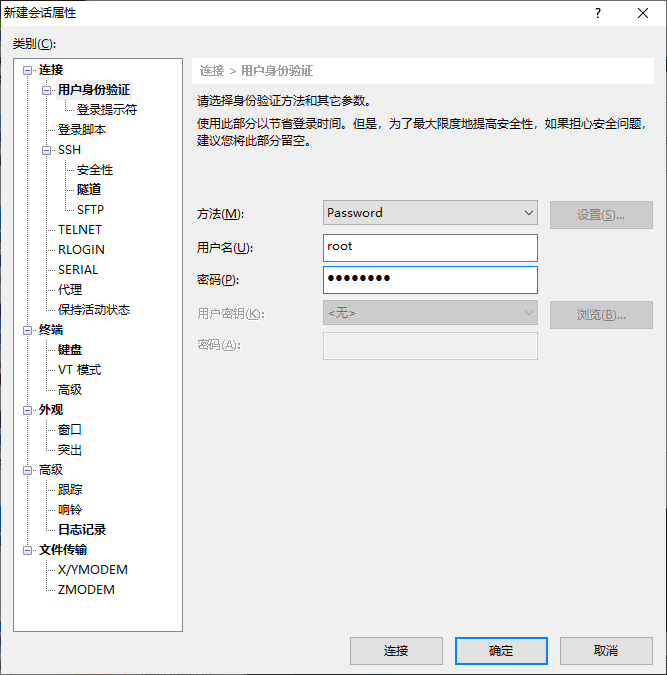 新建会话属性
?
类别(C):
连接
用户身份验证
登录提示符
登录脚本
SSH
安全性
隧道
SFTP
TELNET
RLOGIN
SERIAL
代理
保持活动状态
终端
键盘
VT 模式
高级
外观
窗口
突出
高级
跟踪
响铃
日志记录
文件传输
X/YMODEM
ZMODEM
连接 > 用户身份验证
请选择身份验证方法和其它参数。
使用此部分以节省登录时间。但是，为了最大限度地提高安全性，如果担心安全问题，
建议您将此部分留空。
方法(M): Password 设置(S)...
用户名(U): root
密码(P): ●●●●●●●●
用户密钥(K): <无> 浏览(B)...
密码(A):
连接 确定 取消